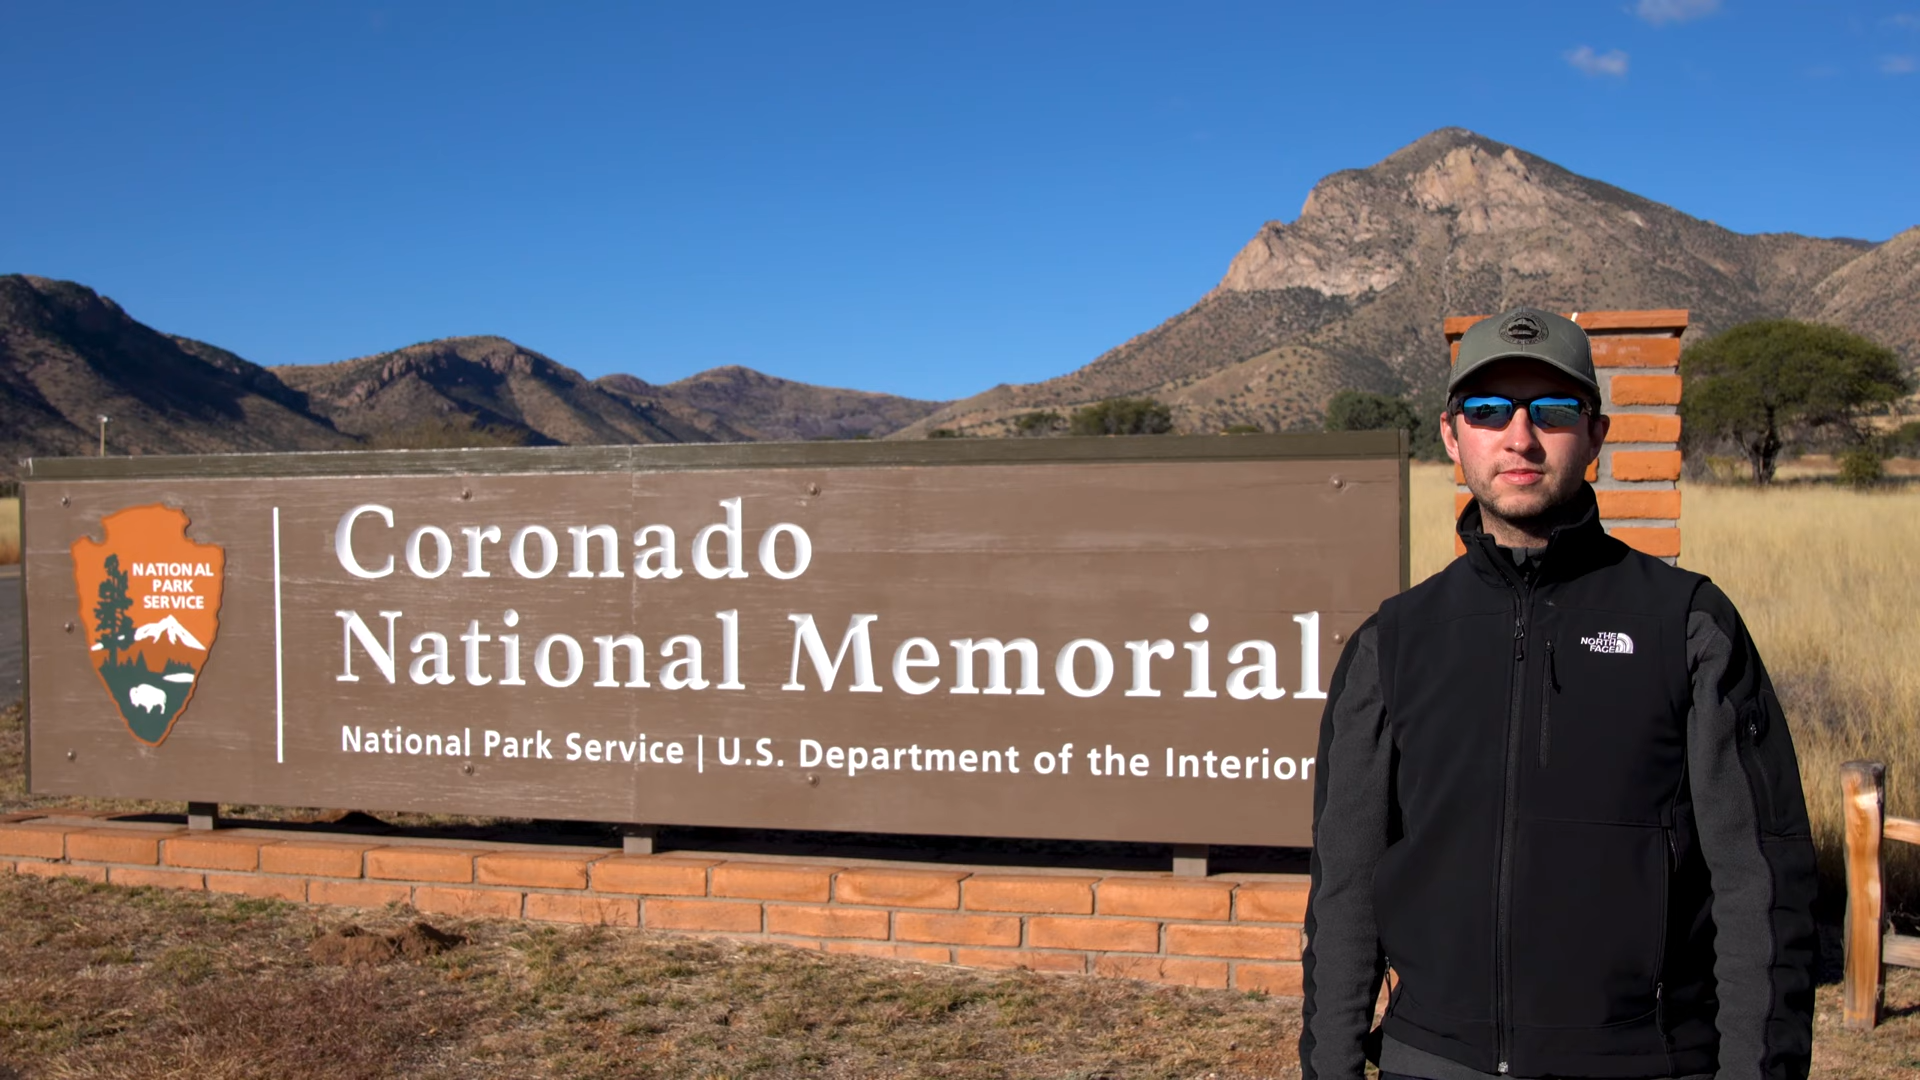 NATIONAL
PARK
SERVICE
Coronado
National Memorial
National Park Service | U.S. Department of the Interior
THE
NORTH
FACE